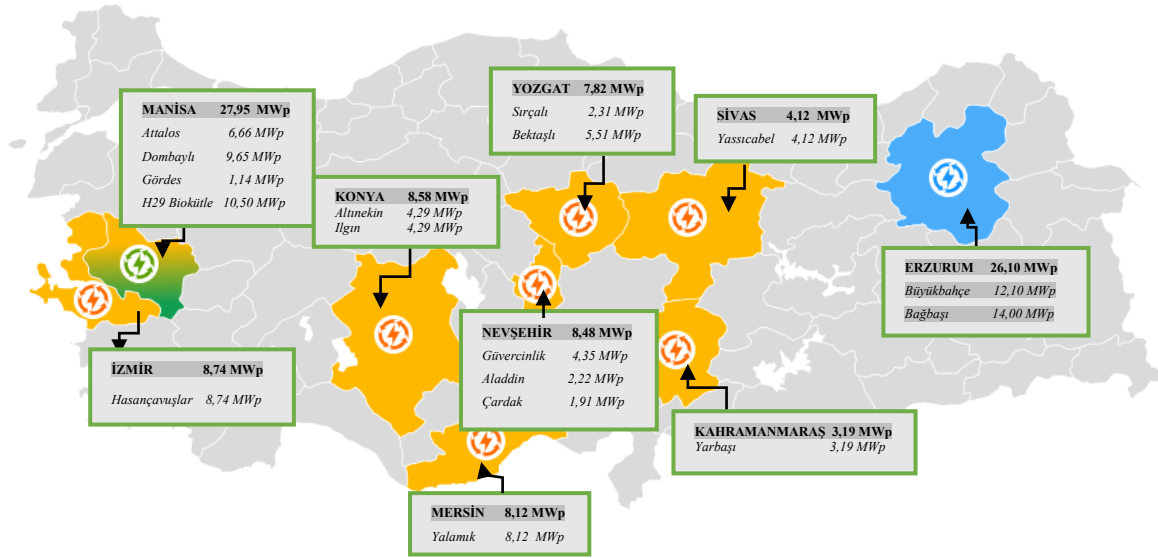 MANİSA 27,95 MWp
Attalos 6,66 MWp
Dombaylı 9,65 MWp
Gördes 1,14 MWp
H29 Biokütle 10,50 MWp
YOZGAT 7,82 MWp
Sırçalı 2,31 MWp
Bektaşlı 5,51 MWp
SİVAS 4,12 MWp
Yassıcabel 4,12 MWp
KONYA 8,58 MWp
Altınekin 4,29 MWp
Ilgın 4,29 MWp
ERZURUM 26,10 MWp
Büyükbahçe 12,10 MWp
Bağbaşı 14,00 MWp
NEVŞEHİR 8,48 MWp
Güvercinlik 4,35 MWp
Aladdin 2,22 MWp
Çardak 1,91 MWp
İZMİR 8,74 MWp
Hasançavuşlar 8,74 MWp
KAHRAMANMARAŞ 3,19 MWp
Yarbaşı 3,19 MWp
MERSİN 8,12 MWp
Yalamık 8,12 MWp